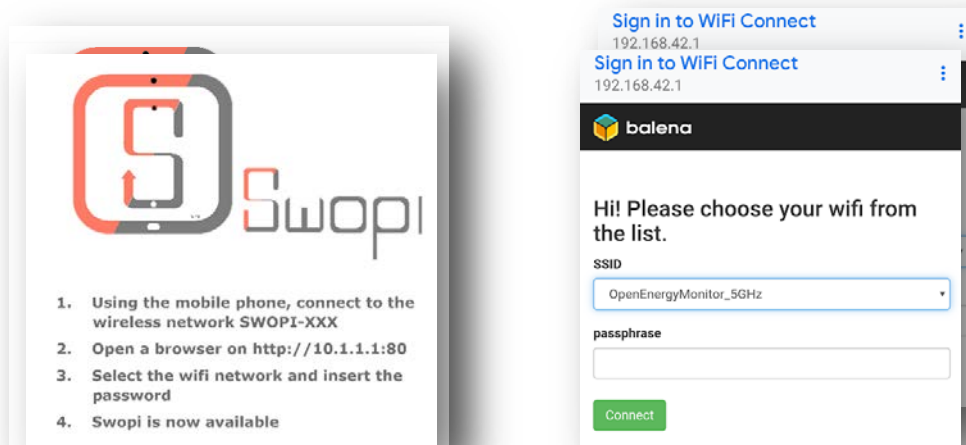 Swopi
1. Using the mobile phone, connect to the
wireless network SWOPI-XXX
2. Open a browser on http://10.1.1.1:80
3. Select the wifi network and insert the
password
4. Swopi is now available
Sign in to WiFi Connect
192.168.42.1
Sign in to WiFi Connect
192.168.42.1
balena
Hi! Please choose your wifi from
the list.
SSID
OpenEnergyMonitor_5GHz
passphrase
Connect